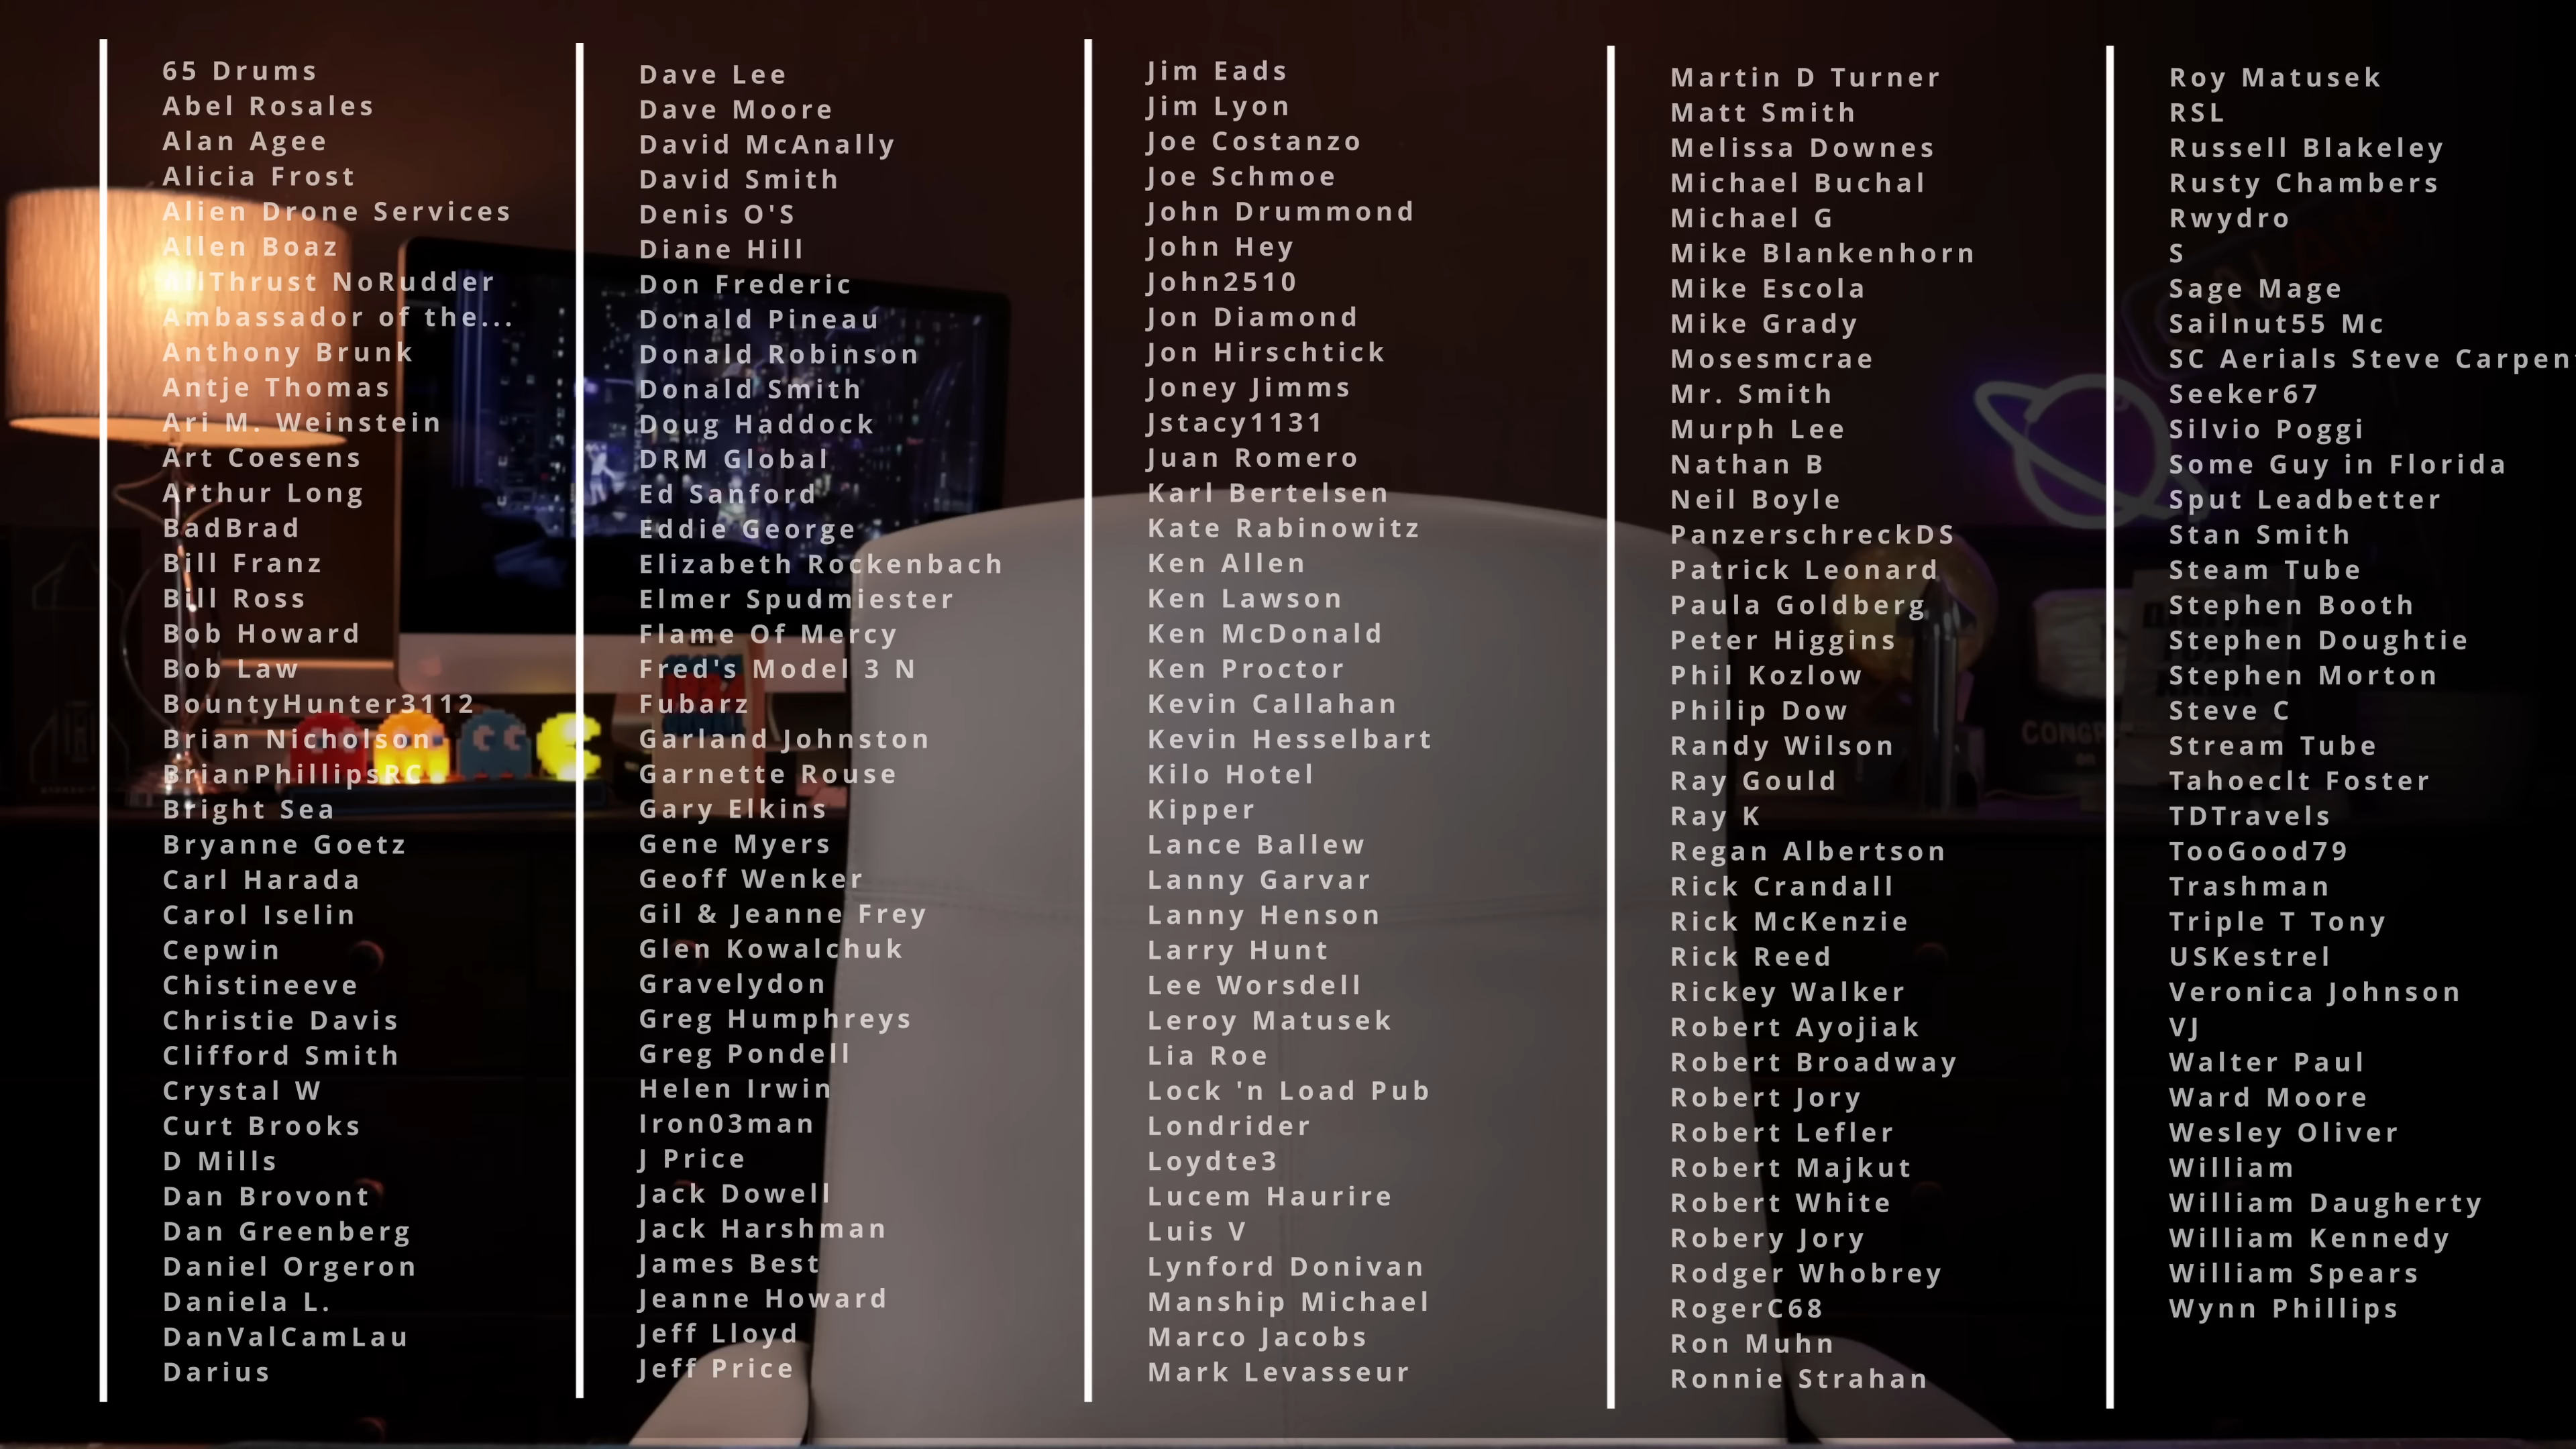 65 Drums
Abel Rosales
Alan Agee
Alicia Frost
Alien Drone Services
Allen Boaz
AllThrust NoRudder
Ambassador of the...
Anthony Brunk
Antje Thomas
Ari M. Weinstein
Art Coesens
Arthur Long
BadBrad
Bill Franz
Bill Ross
Bob Howard
Bob Law
BountyHunter3112
Brian Nicholson
BrianPhillipsRC
Bright Sea
Bryanne Goetz
Carl Harada
Carol Iselin
Cepwin
Chistineeve
Christie Davis
Clifford Smith
Crystal W
Curt Brooks
D Mills
Dan Brovont
Dan Greenberg
Daniel Orgeron
Daniela L.
DanValCamLau
Darius
Dave Lee
Dave Moore
David McAnally
David Smith
Denis O'S
Diane Hill
Don Frederic
Donald Pineau
Donald Robinson
Donald Smith
Doug Haddock
DRM Global
Ed Sanford
Eddie George
Elizabeth Rockenbach
Elmer Spudmiester
Flame Of Mercy
Fred's Model 3 N
Fubarz
Garland Johnston
Garnette Rouse
Gary Elkins
Gene Myers
Geoff Wenker
Gil & Jeanne Frey
Glen Kowalchuk
Gravelydon
Greg Humphreys
Greg Pondell
Helen Irwin
Iron03man
J Price
Jack Dowell
Jack Harshman
James Best
Jeanne Howard
Jeff Lloyd
Jeff Price
Jim Eads
Jim Lyon
Joe Costanzo
Joe Schmoe
John Drummond
John Hey
John2510
Jon Diamond
Jon Hirschtick
Joney Jimms
Jstacy1131
Juan Romero
Karl Bertelsen
Kate Rabinowitz
Ken Allen
Ken Lawson
Ken McDonald
Ken Proctor
Kevin Callahan
Kevin Hesselbart
Kilo Hotel
Kipper
Lance Ballew
Lanny Garvar
Lanny Henson
Larry Hunt
Lee Worsdell
Leroy Matusek
Lia Roe
Lock 'n Load Pub
Londrider
Loydte3
Lucem Haurire
Luis V
Lynford Donivan
Manship Michael
Marco Jacobs
Mark Levasseur
Martin D Turner
Matt Smith
Melissa Downes
Michael Buchal
Michael G
Mike Blankenhorn
Mike Escola
Mike Grady
Mosesmcrae
Mr. Smith
Murph Lee
Nathan B
Neil Boyle
PanzerschreckDS
Patrick Leonard
Paula Goldberg
Peter Higgins
Phil Kozlow
Philip Dow
Randy Wilson
Ray Gould
Ray K
Regan Albertson
Rick Crandall
Rick McKenzie
Rick Reed
Rickey Walker
Robert Ayojiak
Robert Broadway
Robert Jory
Robert Lefler
Robert Majkut
Robert White
Robery Jory
Rodger Whobrey
RogerC68
Ron Muhn
Ronnie Strahan
Roy Matusek
RSL
Russell Blakeley
Rusty Chambers
Rwydro
S
Sage Mage
Sailnut55 Mc
SC Aerials Steve Carpen
Seeker67
Silvio Poggi
Some Guy in Florida
Sput Leadbetter
Stan Smith
Steam Tube
Stephen Booth
Stephen Doughtie
Stephen Morton
Steve C
Stream Tube
Tahoeclt Foster
TDTravels
TooGood79
Trashman
Triple T Tony
USKestrel
Veronica Johnson
VJ
Walter Paul
Ward Moore
Wesley Oliver
William
William Daugherty
William Kennedy
William Spears
Wynn Phillips